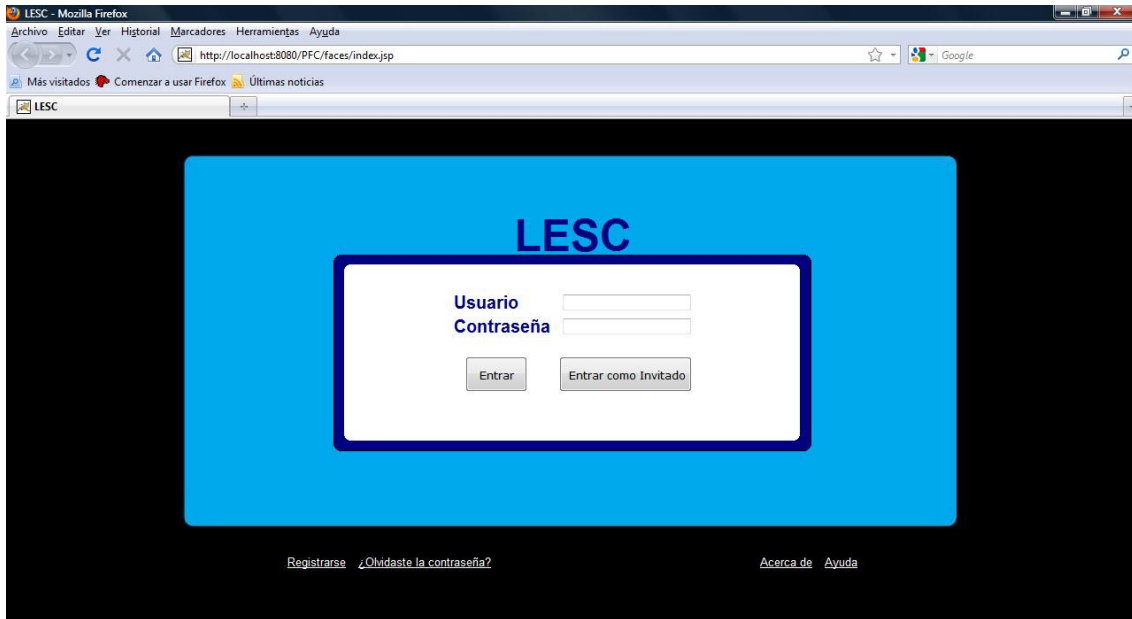 LESC - Mozilla Firefox
Archivo Editar Ver Historial Marcadores Herramientas Ayuda
http://localhost:8080/PFC/faces/index.jsp
Google
Más visitados Comenzar a usar Firefox Últimas noticias
LESC
LESC
Usuario
Contraseña
Entrar Entrar como Invitado
Registrarse ¿Olvidaste la contraseña? Acerca de Ayuda